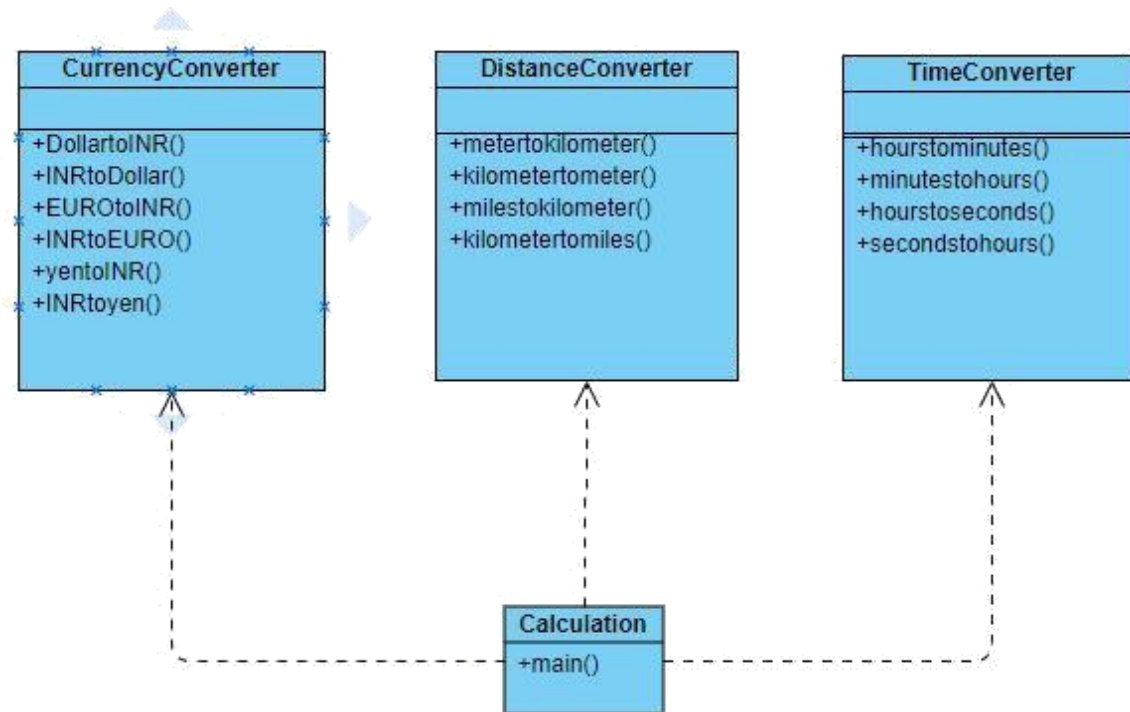 CurrencyConverter
+DollartoINR()
+INRtoDollar()
+EUROtoINR()
+INRtoEURO()
+yentoINR()
+INRtoyen()
DistanceConverter
+metertokilometer()
+kilometertometer()
+milestokilometer()
+kilometertomiles()
TimeConverter
+hourstominutes()
+minutestohours()
+hourstoseconds()
+secondstohours()
Calculation
+main()